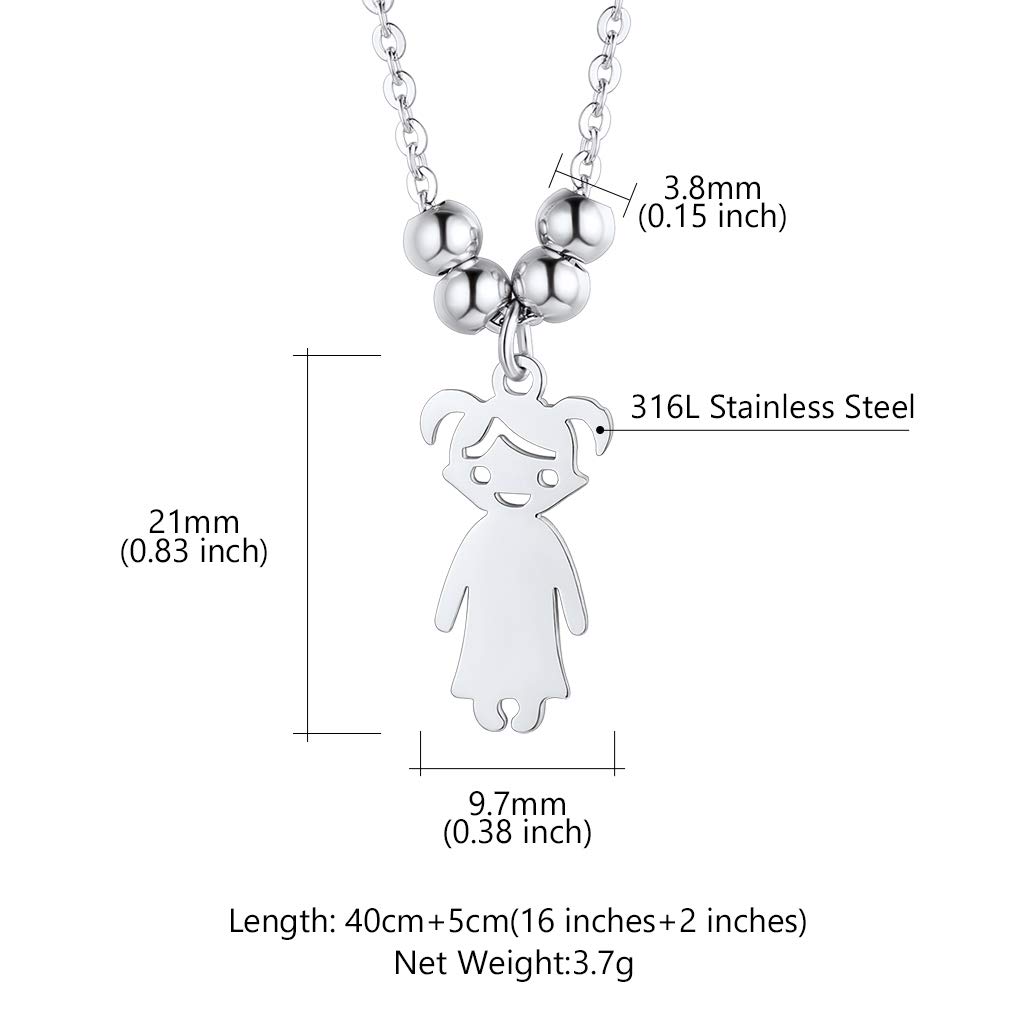 3.8mm
(0.15 inch)
316L Stainless Steel
21mm
(0.83 inch)
9.7mm
(0.38 inch)
Length: 40cm+5cm(16 inches+2 inches)
Net Weight:3.7g